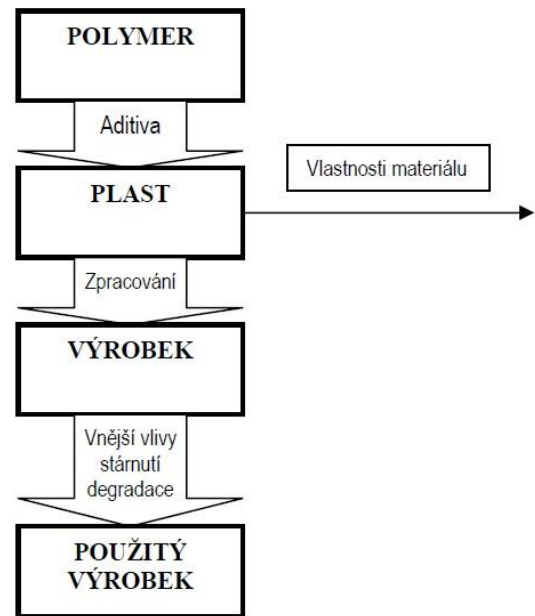 POLYMER
Aditiva
Vlastnosti materiálu
PLAST
Zpracování
VÝROBEK
Vnější vlivy
stárnutí
degradace
POUŽITÝ
VÝROBEK